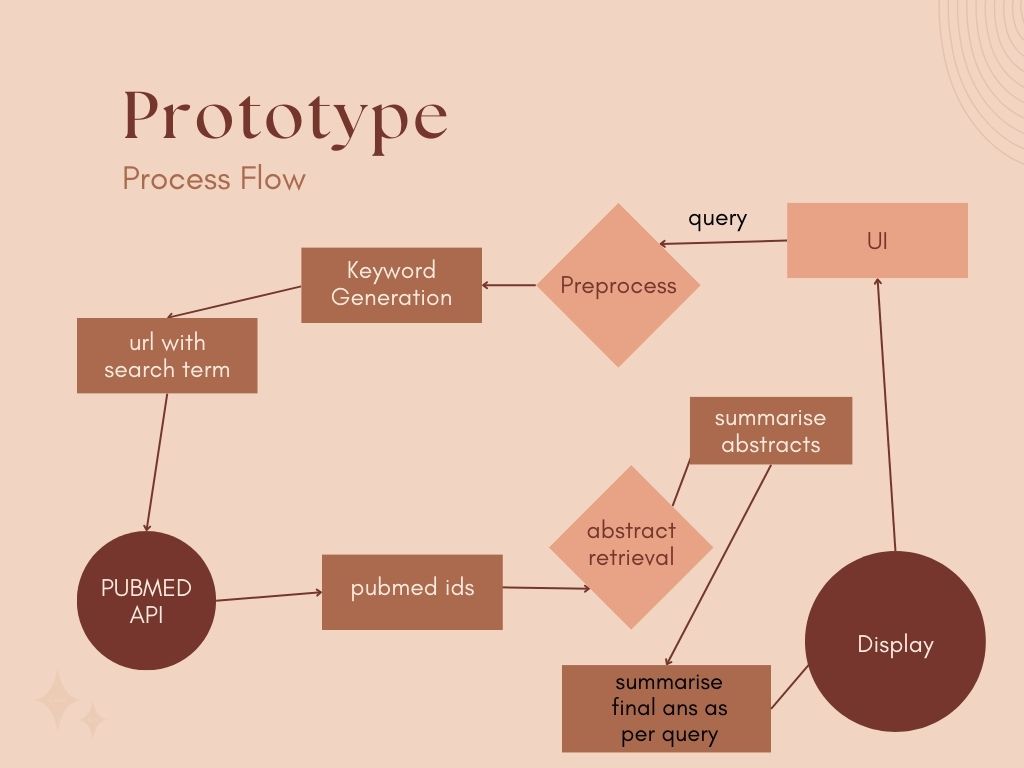 Prototype
Process Flow
query
UI
Preprocess
Keyword
Generation
url with
search term
summarise
abstracts
abstract
retrieval
PUBMED
API
pubmed ids
Display
summarise
final ans as
per query